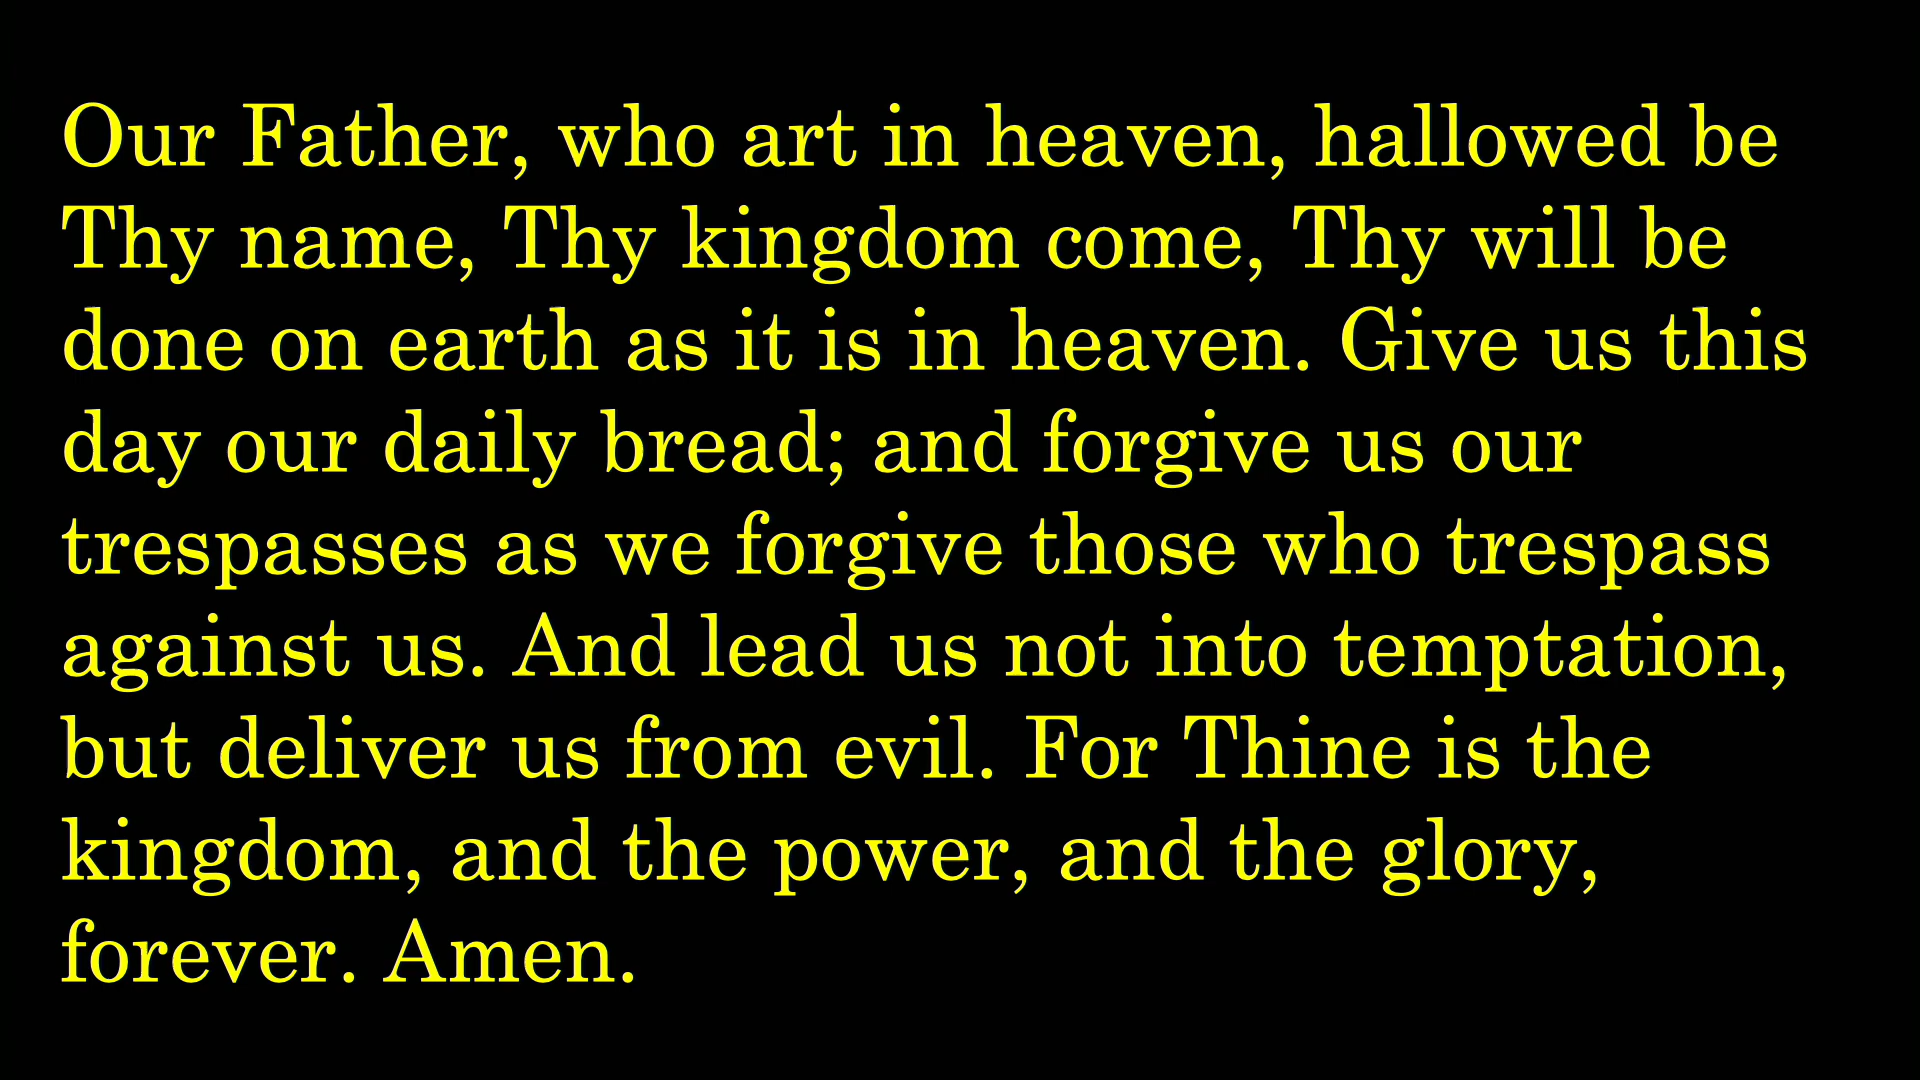 Our Father, who art in heaven, hallowed be
Thy name, Thy kingdom come, Thy will be
done on earth as it is in heaven. Give us this
day our daily bread; and forgive us our
trespasses as we forgive those who trespass
against us. And lead us not into temptation,
but deliver us from evil. For Thine is the
kingdom, and the power, and the glory,
forever. Amen.